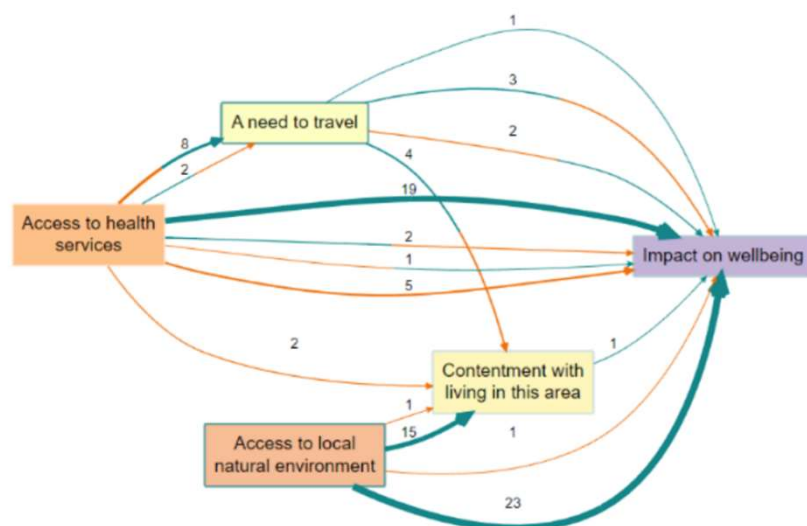 1
3
A need to travel
2
8
4
2
19
Access to health
services
2
Impact on wellbeing
1
5
2
1
Contentment with
living in this area
1
15
1
Access to local
natural environment
23